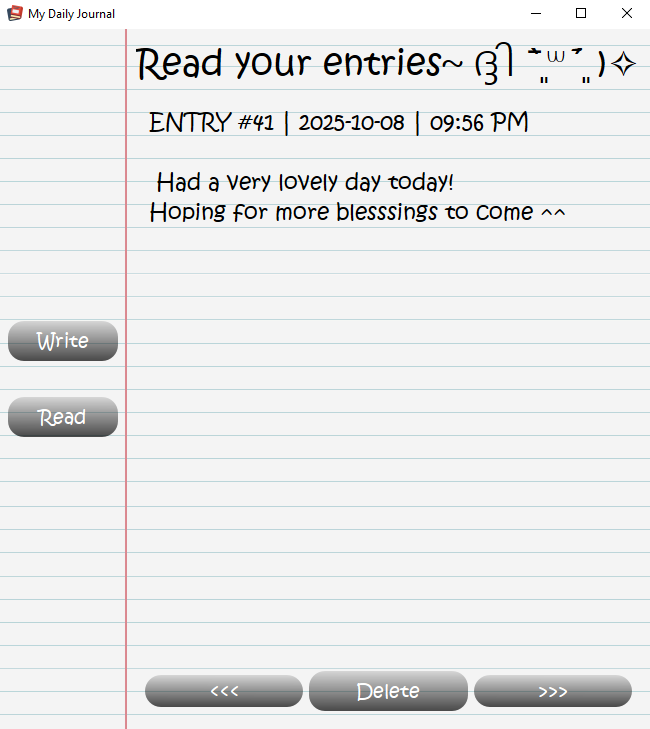 My Daily Journal
Read your entries~ (ვ ͈̄ ꒳ ͈̄ )✧
ENTRY #41 | 2025-10-08 | 09:56 PM
Had a very lovely day today!
Hoping for more blesssings to come ^^
Write
Read
<<<
Delete
>>>